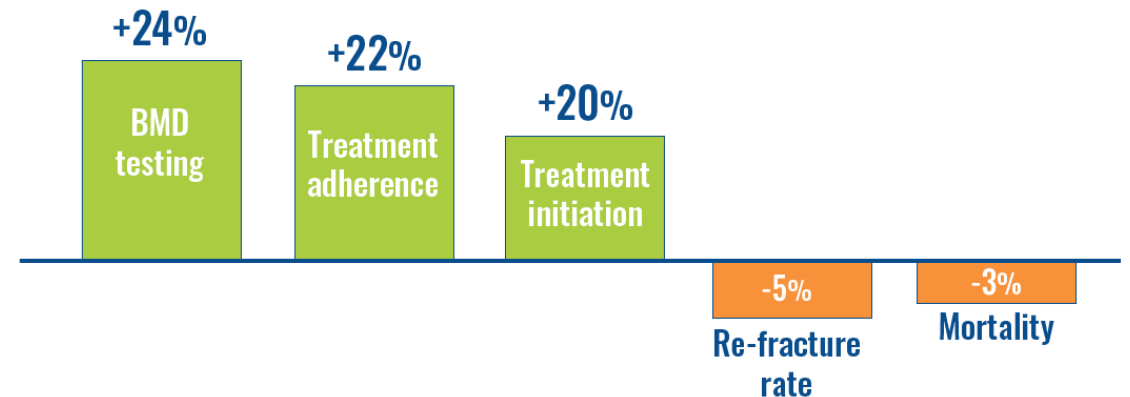 +24%
BMD
testing
+22%
Treatment
adherence
+20%
Treatment
initiation
-5%
Re-fracture
rate
-3%
Mortality